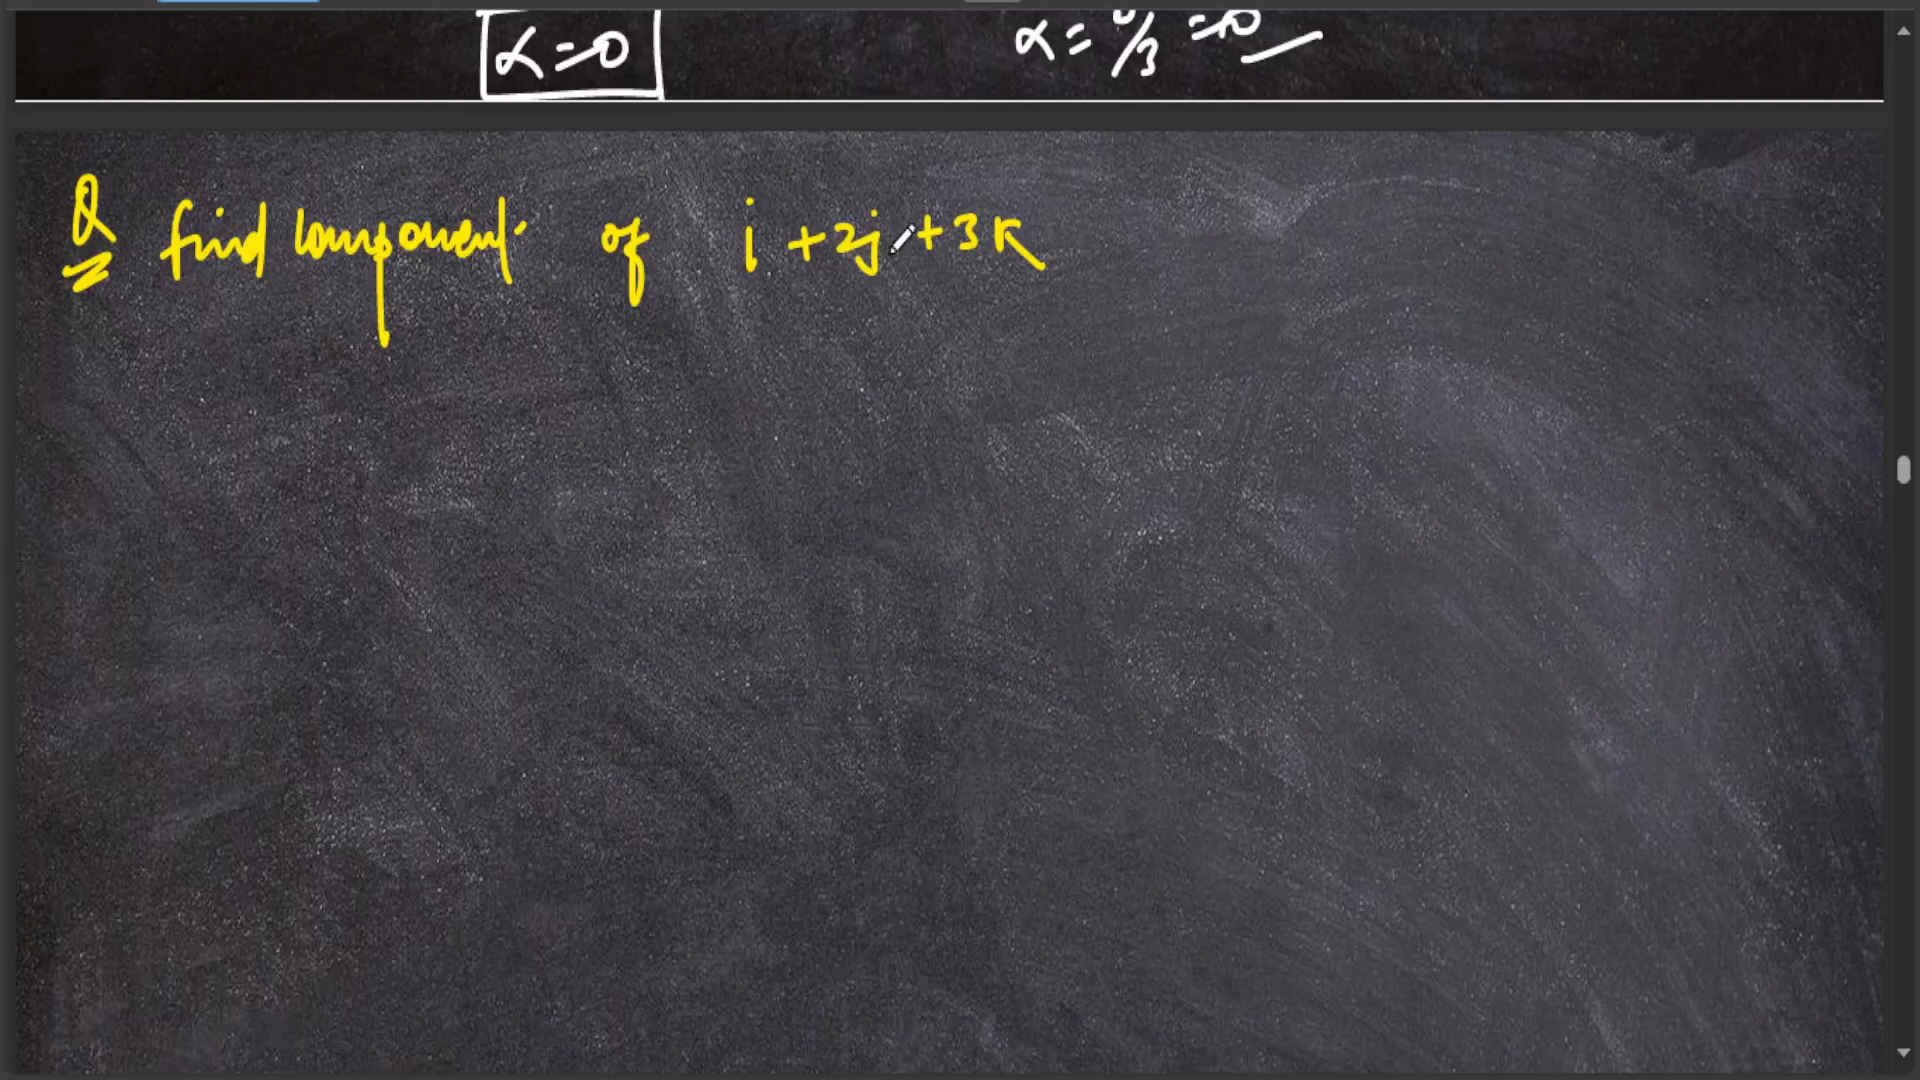 α=0 α=0/3=0
Q find component of i +2j +3k